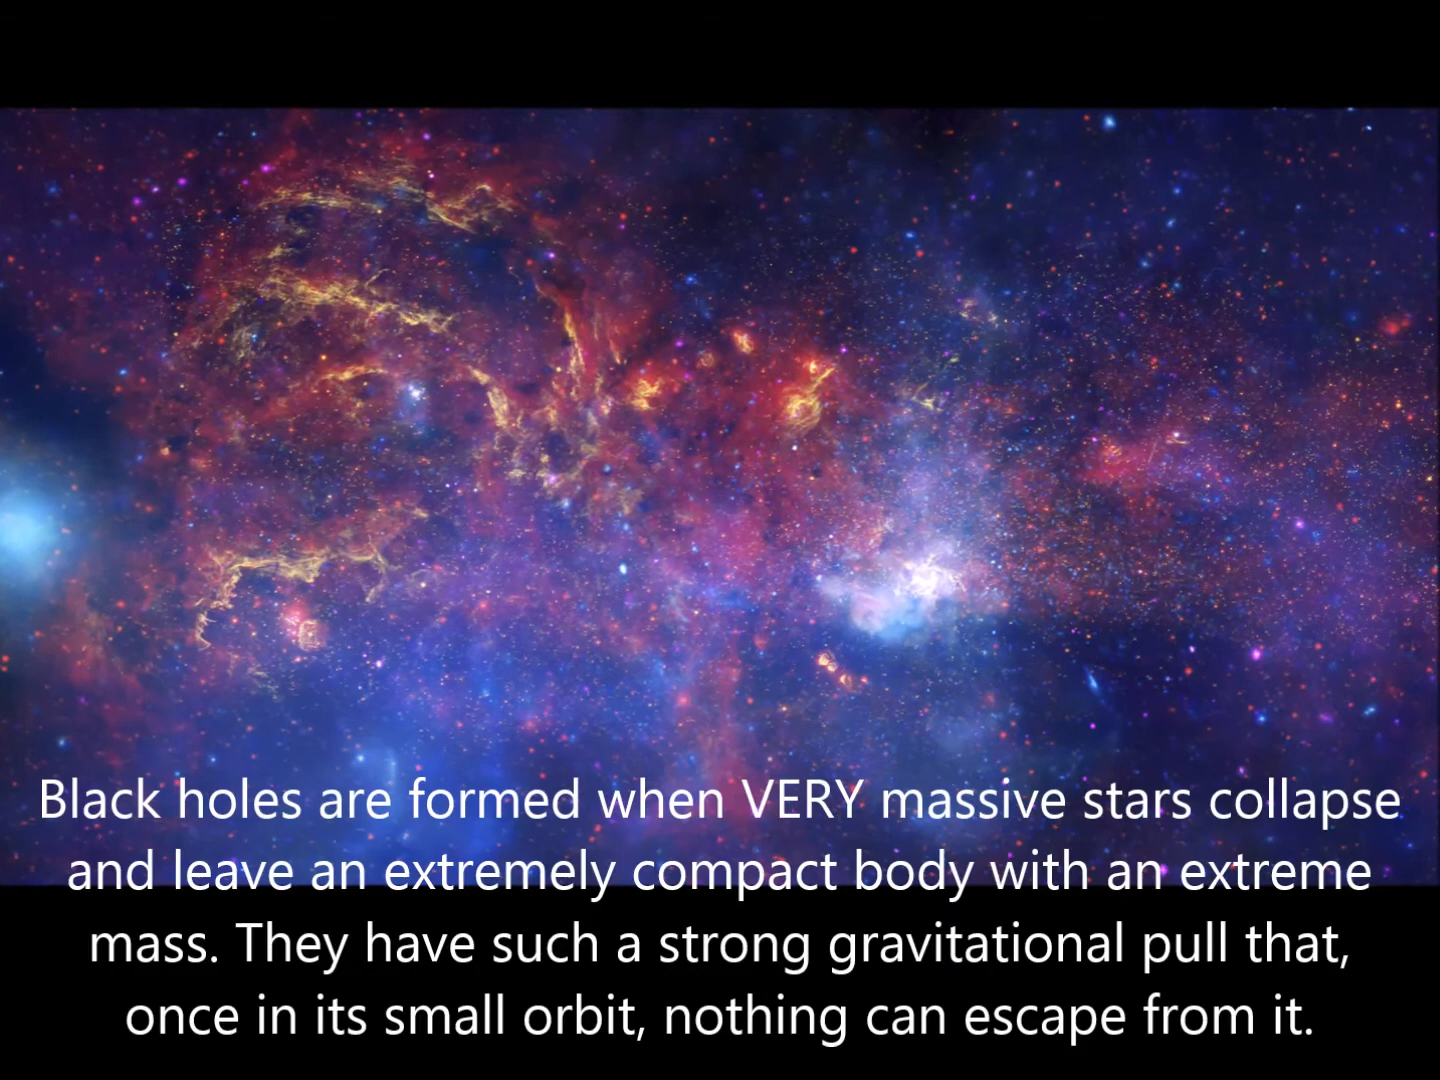 Black holes are formed when VERY massive stars collapse
and leave an extremely compact body with an extreme
mass. They have such a strong gravitational pull that,
once in its small orbit, nothing can escape from it.